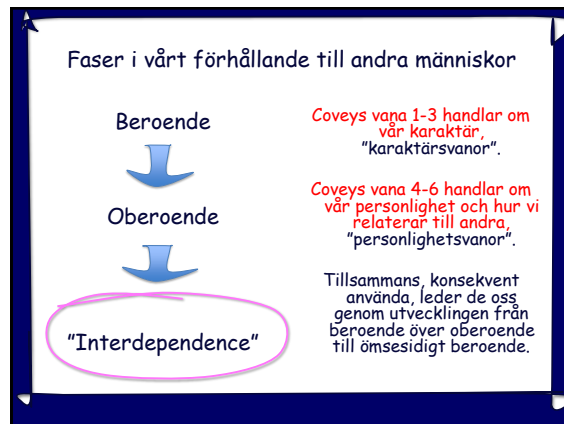 Faser i vårt förhållande till andra människor
Beroende
Oberoende
"Interdependence"
Coveys vana 1-3 handlar om
vår karaktär,
"karaktärsvanor".
Coveys vana 4-6 handlar om
vår personlighet och hur vi
relaterar till andra,
"personlighetsvanor".
Tillsammans, konsekvent
använda, leder de oss
genom utvecklingen från
beroende över oberoende
till ömsesidigt beroende.